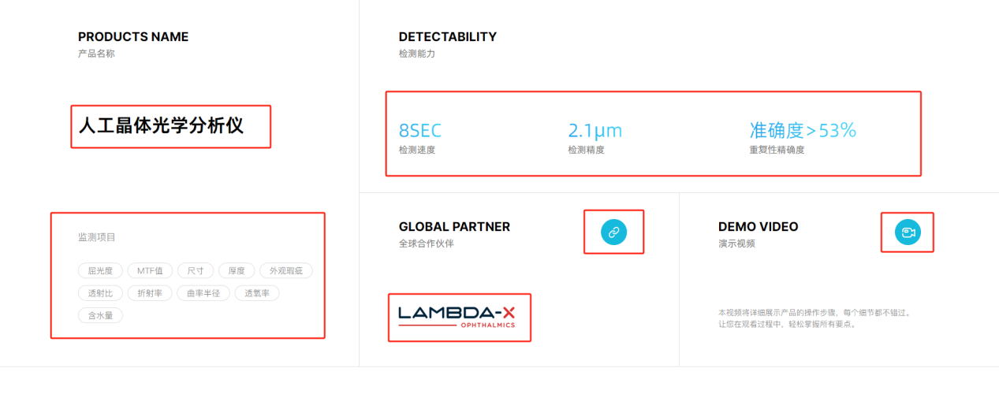 PRODUCTS NAME
产品名称
人工晶体光学分析仪
监测项目
屈光度 MTF值 尺寸 厚度 外观瑕疵
透射比 折射率 曲率半径 透氧率
含水量
DETECTABILITY
检测能力
8SEC
检测速度
2.1μm
检测精度
准确度>53%
重复性精确度
GLOBAL PARTNER
全球合作伙伴
LAMBDA-X
OPHTHALMICS
DEMO VIDEO
演示视频
本视频将详细展示产品的操作步骤，每个细节都不错过。
让您在观看过程中，轻松掌握所有要点。